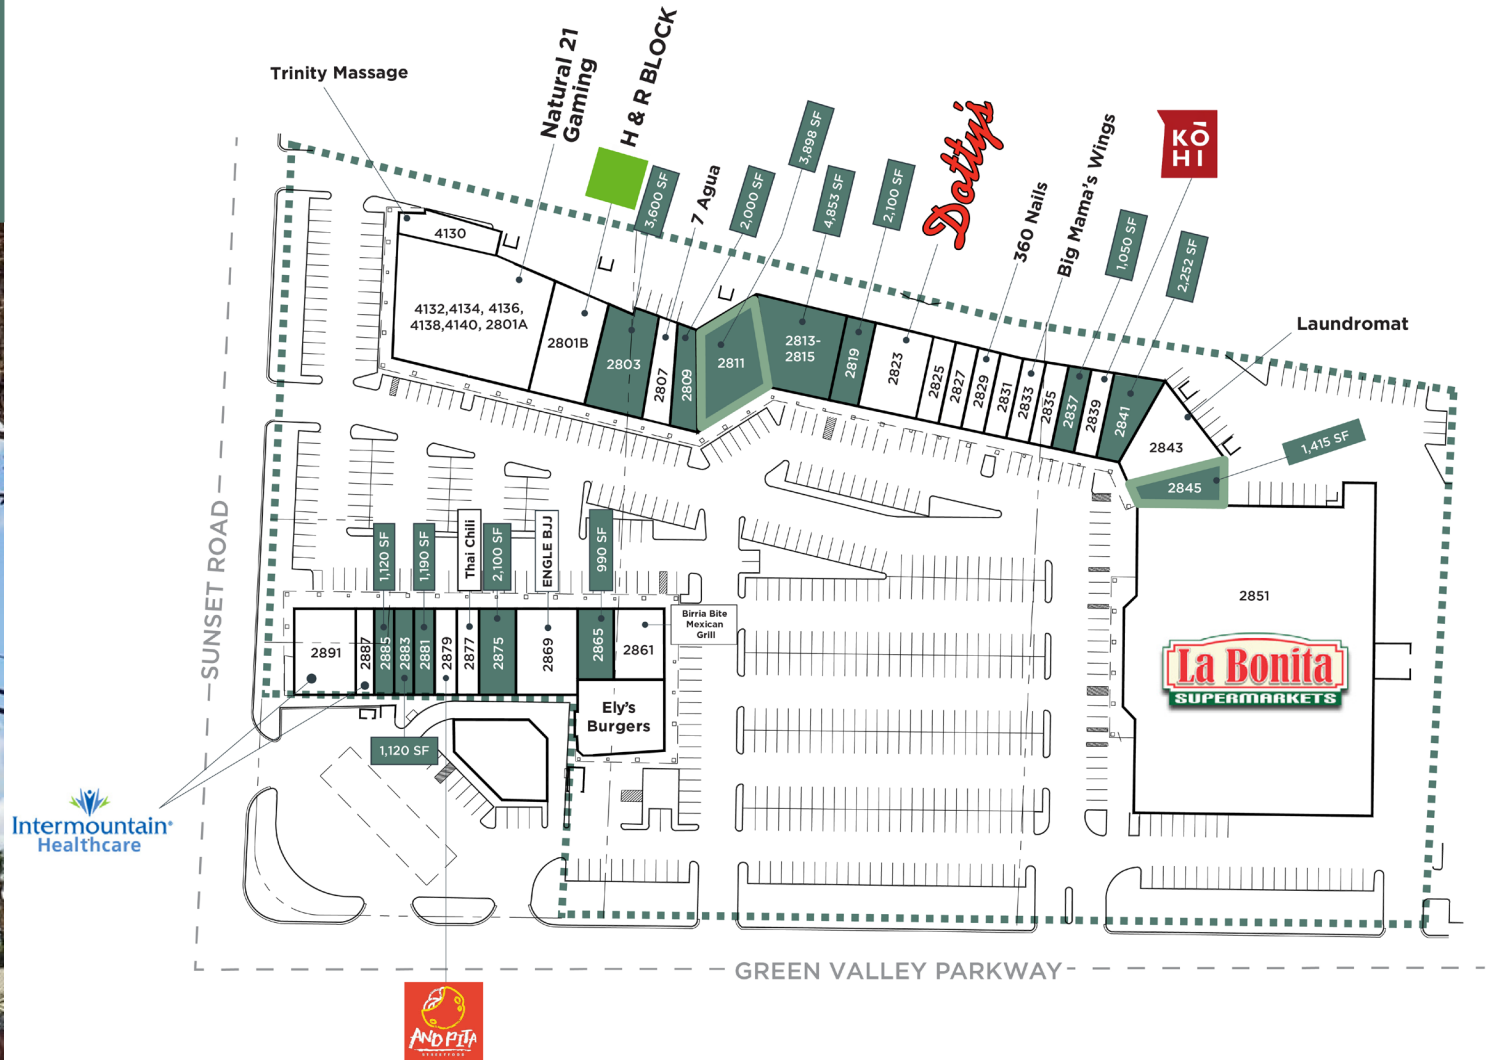 Trinity Massage
Natural 21
Gaming
H & R BLOCK
3,600 SF
7 Agua
2,000 SF
3,898 SF
4,853 SF
2,100 SF
Dotty's
360 Nails
Big Mama's Wings
1,050 SF
KŌ
HI
2,252 SF
Laundromat
1,415 SF
4130
4132,4134, 4136,
4138,4140, 2801A
2801B
2803
2807
2809
2811
2813-
2815
2819
2823
2825
2827
2829
2831
2833
2835
2837
2839
2841
2843
2845
2851
La Bonita
SUPERMARKETS
SUNSET ROAD
1,120 SF
1,190 SF
Thai Chili
2,100 SF
ENGLE BJJ
990 SF
Birria Bite
Mexican
Grill
2891
2887
2885
2883
2881
2879
2877
2875
2869
2865
2861
Ely's
Burgers
1,120 SF
Intermountain®
Healthcare
GREEN VALLEY PARKWAY
AND PITA
STREETFOOD